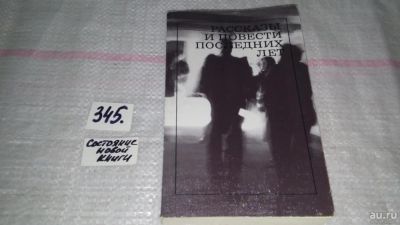 РАССКАЗЫ
И ПОВЕСТИ
ПОСЛЕДНИХ
ЛЕТ
345.
Состояние
новой
книги
au.ru